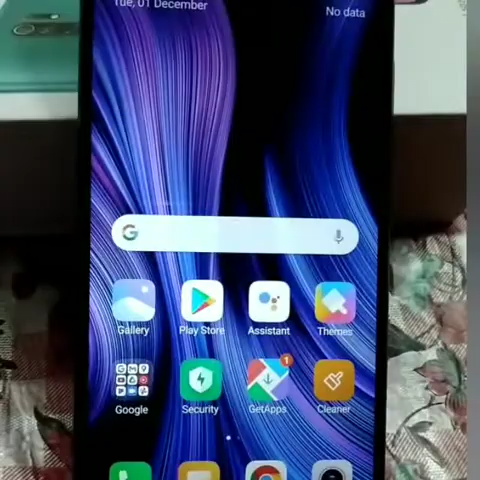 Tue, 01 December
No data
G
Gallery
Play Store
Assistant
Themes
1
Google
Security
GetApps
Cleaner